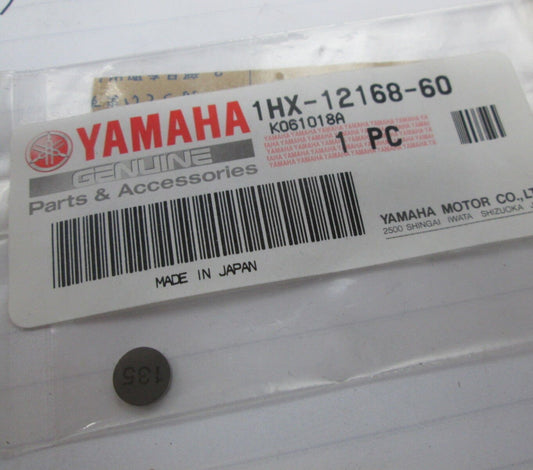 1HX-12168-60
YAMAHA
K061018A
1 PC
GENUINE
Parts & Accessories
YAMAHA MOTOR CO.,LT
2500 SHINGAI IWATA SHIZUOKA J
MADE IN JAPAN
135